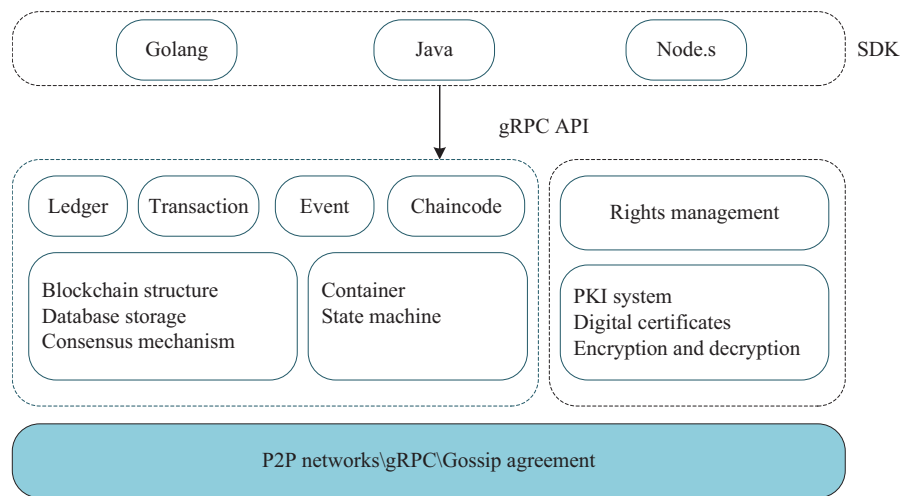 Golang
Java
Node.s
SDK
gRPC API
Ledger
Transaction
Event
Chaincode
Rights management
Blockchain structure
Database storage
Consensus mechanism
Container
State machine
PKI system
Digital certificates
Encryption and decryption
P2P networks\gRPC\Gossip agreement